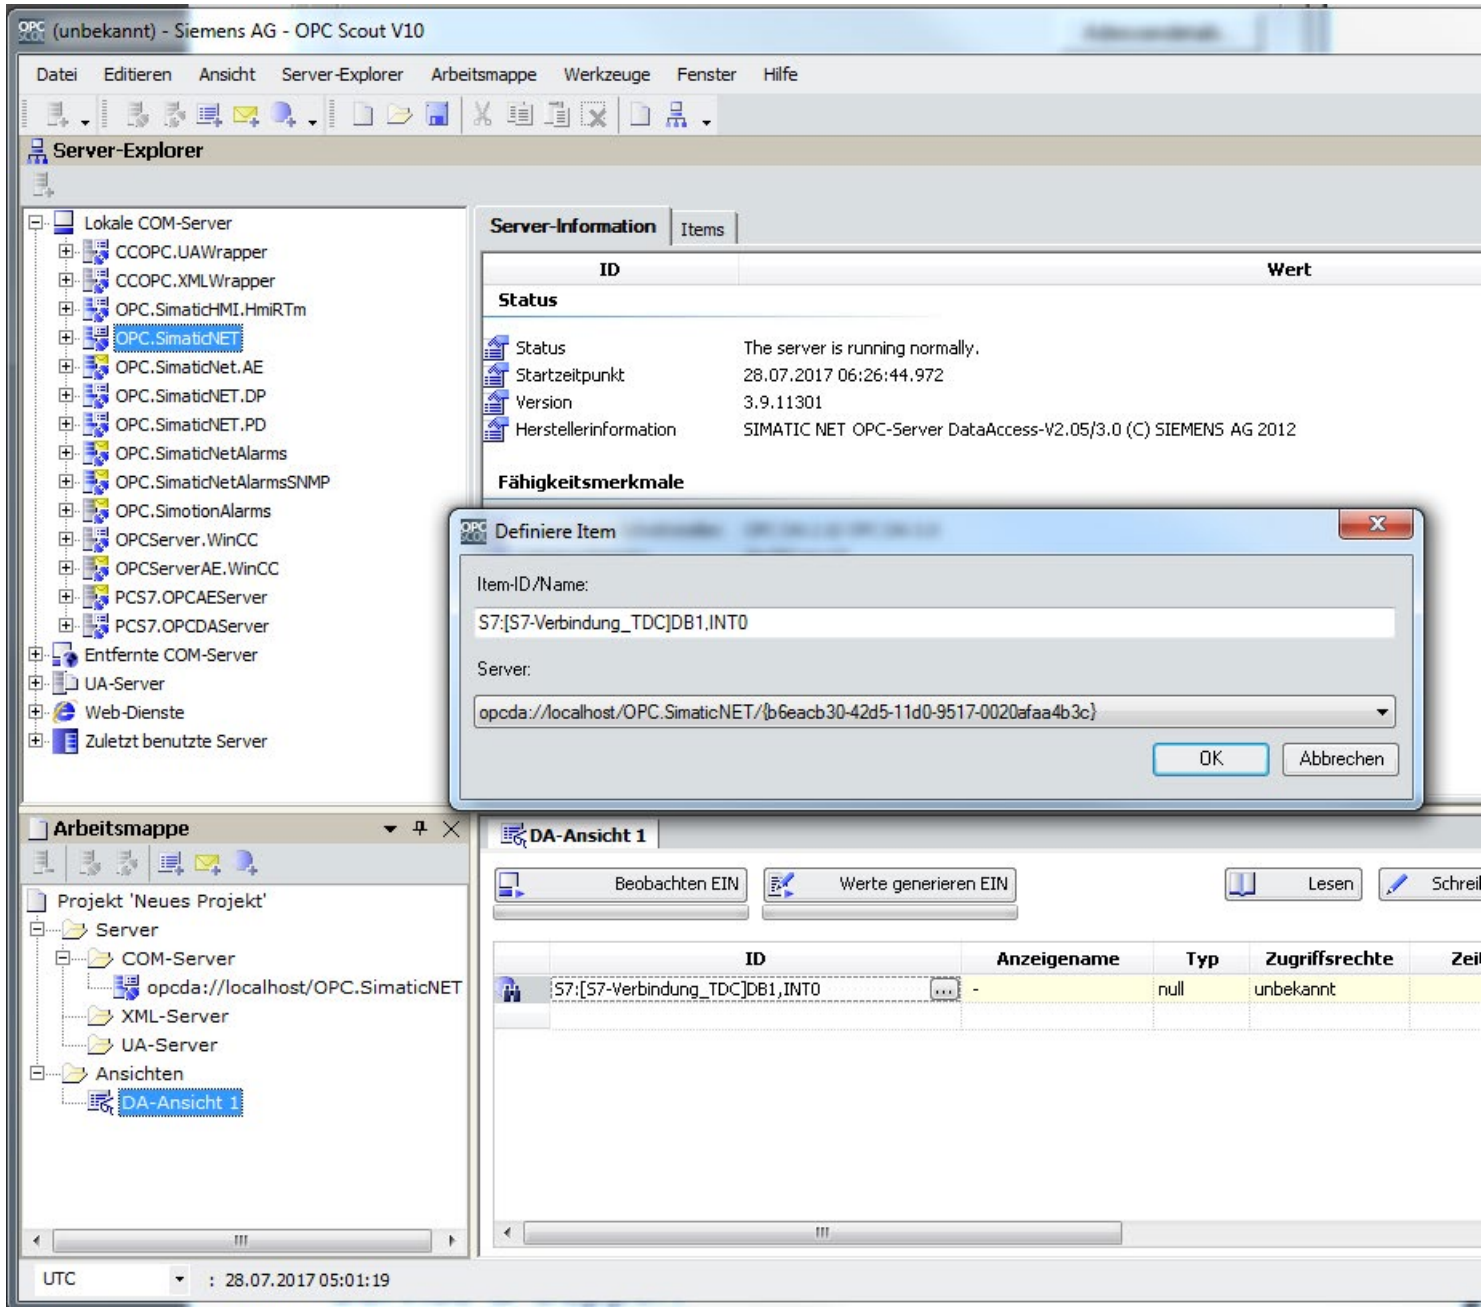 (unbekannt) - Siemens AG - OPC Scout V10
Datei Editieren Ansicht Server-Explorer Arbeitsmappe Werkzeuge Fenster Hilfe
Server-Explorer
Lokale COM-Server
CCOPC.UAWrapper
CCOPC.XMLWrapper
OPC.SimaticHMI.HmiRTm
OPC.SimaticNET
OPC.SimaticNet.AE
OPC.SimaticNET.DP
OPC.SimaticNET.PD
OPC.SimaticNetAlarms
OPC.SimaticNetAlarmsSNMP
OPC.SimotionAlarms
OPCServer.WinCC
OPCServerAE.WinCC
PCS7.OPCAEServer
PCS7.OPCDAServer
Entfernte COM-Server
UA-Server
Web-Dienste
Zuletzt benutzte Server
Server-Information Items
ID Wert
Status
Status The server is running normally.
Startzeitpunkt 28.07.2017 06:26:44.972
Version 3.9.11301
Herstellerinformation SIMATIC NET OPC-Server DataAccess-V2.05/3.0 (C) SIEMENS AG 2012
Fähigkeitsmerkmale
OPC SCOUT Definiere Item
Item-ID/Name:
S7:[S7-Verbindung_TDC]DB1,INT0
Server:
opcda://localhost/OPC.SimaticNET/{b6eacb30-42d5-11d0-9517-0020afaa4b3c}
OK Abbrechen
Arbeitsmappe
Projekt 'Neues Projekt'
Server
COM-Server
opcda://localhost/OPC.SimaticNET
XML-Server
UA-Server
Ansichten
DA-Ansicht 1
DA-Ansicht 1
Beobachten EIN Werte generieren EIN Lesen Schreil
ID Anzeigename Typ Zugriffsrechte Zeit
S7:[S7-Verbindung_TDC]DB1,INT0 ... - null unbekannt
UTC : 28.07.2017 05:01:19